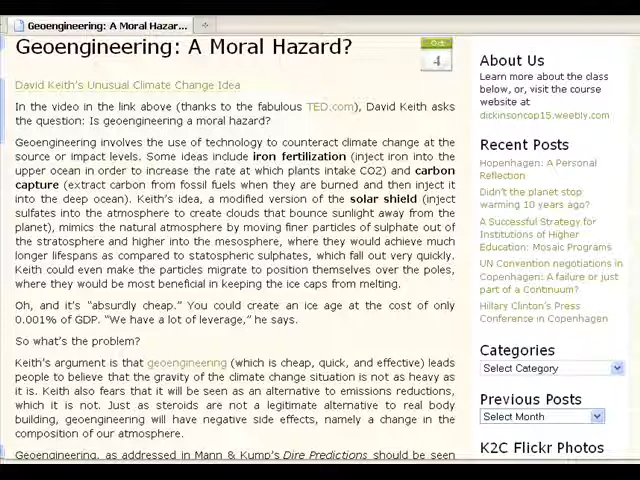 Geoengineering: A Moral Hazar...
Geoengineering: A Moral Hazard?
Oct
4
David Keith's Unusual Climate Change Idea
In the video in the link above (thanks to the fabulous TED.com), David Keith asks
the question: Is geoengineering a moral hazard?
Geoengineering involves the use of technology to counteract climate change at the
source or impact levels. Some ideas include iron fertilization (inject iron into the
upper ocean in order to increase the rate at which plants intake CO2) and carbon
capture (extract carbon from fossil fuels when they are burned and then inject it
into the deep ocean). Keith's idea, a modified version of the solar shield (inject
sulfates into the atmosphere to create clouds that bounce sunlight away from the
planet), mimics the natural atmosphere by moving finer particles of sulphate out of
the stratosphere and higher into the mesosphere, where they would achieve much
longer lifespans as compared to statospheric sulphates, which fall out very quickly.
Keith could even make the particles migrate to position themselves over the poles,
where they would be most beneficial in keeping the ice caps from melting.
Oh, and it's "absurdly cheap." You could create an ice age at the cost of only
0.001% of GDP. "We have a lot of leverage," he says.
So what's the problem?
Keith's argument is that geoengineering (which is cheap, quick, and effective) leads
people to believe that the gravity of the climate change situation is not as heavy as
it is. Keith also fears that it will be seen as an alternative to emissions reductions,
which it is not. Just as steroids are not a legitimate alternative to real body
building, geoengineering will have negative side effects, namely a change in the
composition of our atmosphere.
Geoengineering, as addressed in Mann & Kump's Dire Predictions should be seen
About Us
Learn more about the class
below, or, visit the course
website at
dickinsoncop15.weebly.com
Recent Posts
Hopenhagen: A Personal
Reflection
Didn't the planet stop
warming 10 years ago?
A Successful Strategy for
Institutions of Higher
Education: Mosaic Programs
UN Convention negotiations in
Copenhagen: A failure or just
part of a Continuum?
Hillary Clinton's Press
Conference in Copenhagen
Categories
Select Category
Previous Posts
Select Month
K2C Flickr Photos